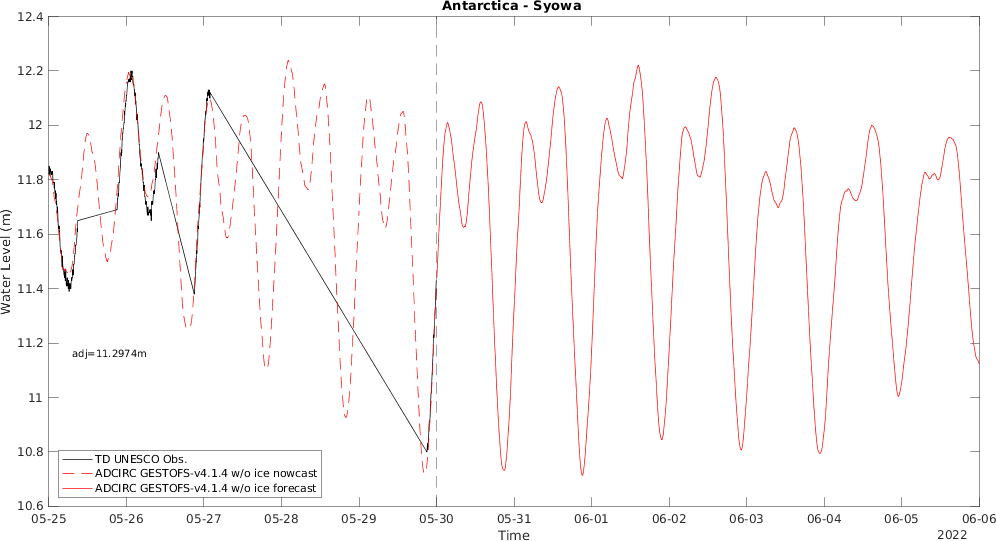 Antarctica - Syowa
12.4
12.2
12
11.8
11.6
11.4
11.2
11
10.8
10.6
Water Level (m)
adj=11.2974m
TD UNESCO Obs.
ADCIRC GESTOFS-v4.1.4 w/o ice nowcast
ADCIRC GESTOFS-v4.1.4 w/o ice forecast
05-25 05-26 05-27 05-28 05-29 05-30 05-31 06-01 06-02 06-03 06-04 06-05 06-06
Time
2022